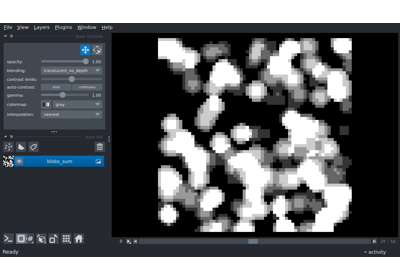 File View Layers Plugins Window Help
opacity: 1.00
blending: translucent_no_depth
contrast limits:
auto-contrast: once continuous
gamma: 1.00
colormap: gray
interpolation: nearest
blobs_sum
Ready
activity